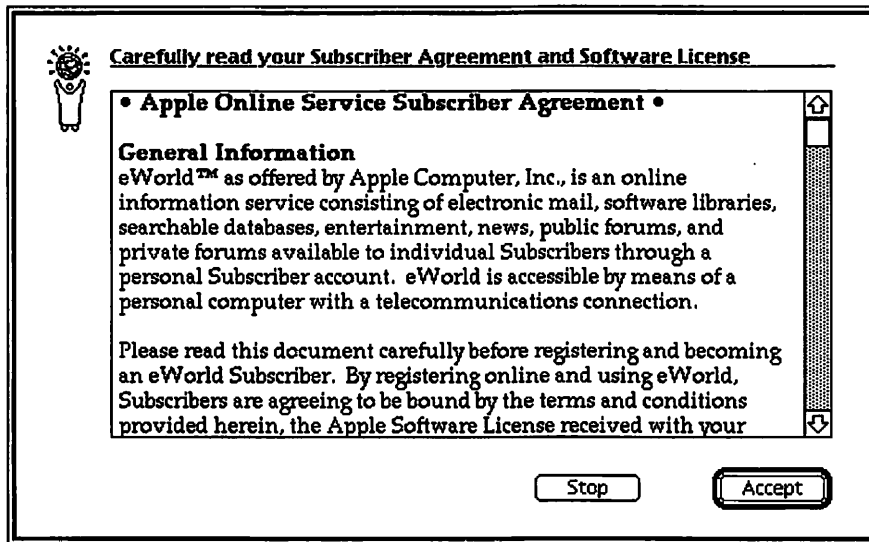 Carefully read your Subscriber Agreement and Software License
• Apple Online Service Subscriber Agreement •
General Information
eWorld™ as offered by Apple Computer, Inc., is an online
information service consisting of electronic mail, software libraries,
searchable databases, entertainment, news, public forums, and
private forums available to individual Subscribers through a
personal Subscriber account. eWorld is accessible by means of a
personal computer with a telecommunications connection.
Please read this document carefully before registering and becoming
an eWorld Subscriber. By registering online and using eWorld,
Subscribers are agreeing to be bound by the terms and conditions
provided herein, the Apple Software License received with your
Stop
Accept